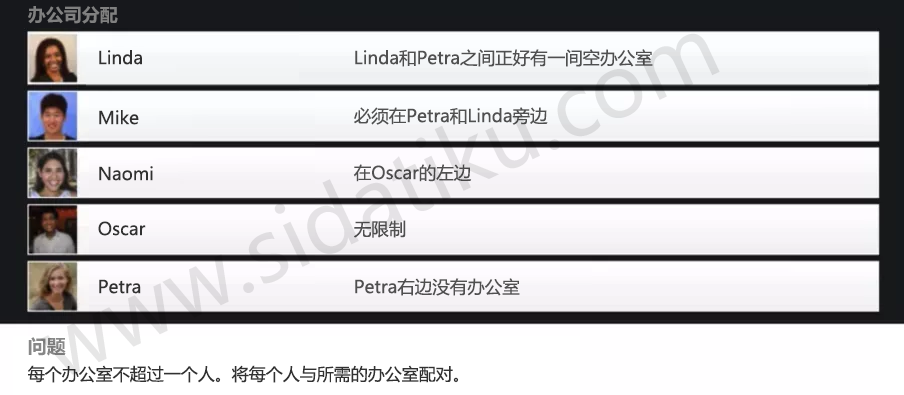 办公司分配
Linda Linda和Petra之间正好有一间空办公室
Mike 必须在Petra和Linda旁边
Naomi 在Oscar的左边
Oscar 无限制
Petra Petra右边没有办公室
问题
每个办公室不超过一个人。将每个人与所需的办公室配对。
www.sidatiku.com